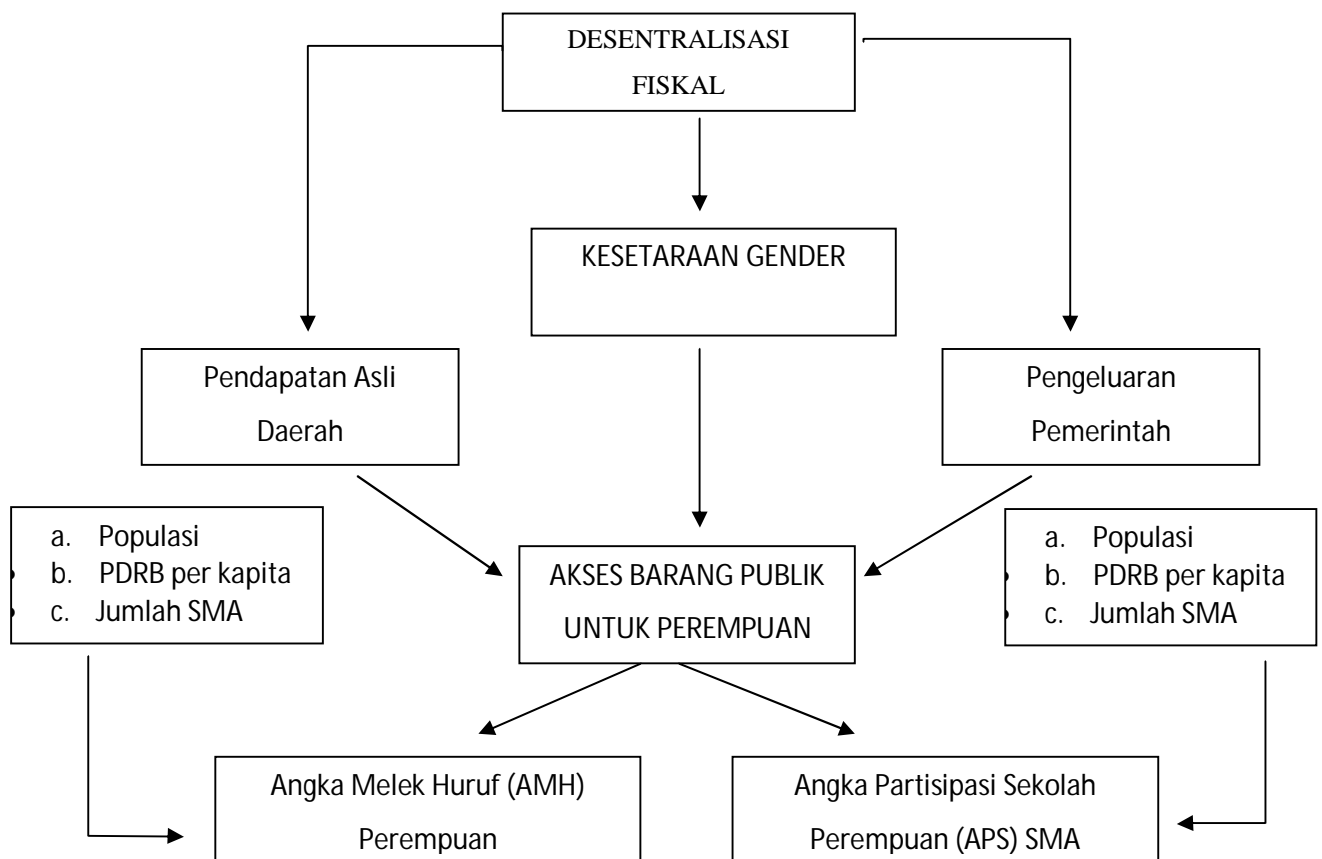 DESENTRALISASI
FISKAL
KESETARAAN GENDER
Pendapatan Asli
Daerah
Pengeluaran
Pemerintah
a. Populasi
b. PDRB per kapita
c. Jumlah SMA
AKSES BARANG PUBLIK
UNTUK PEREMPUAN
a. Populasi
b. PDRB per kapita
c. Jumlah SMA
Angka Melek Huruf (AMH)
Perempuan
Angka Partisipasi Sekolah
Perempuan (APS) SMA